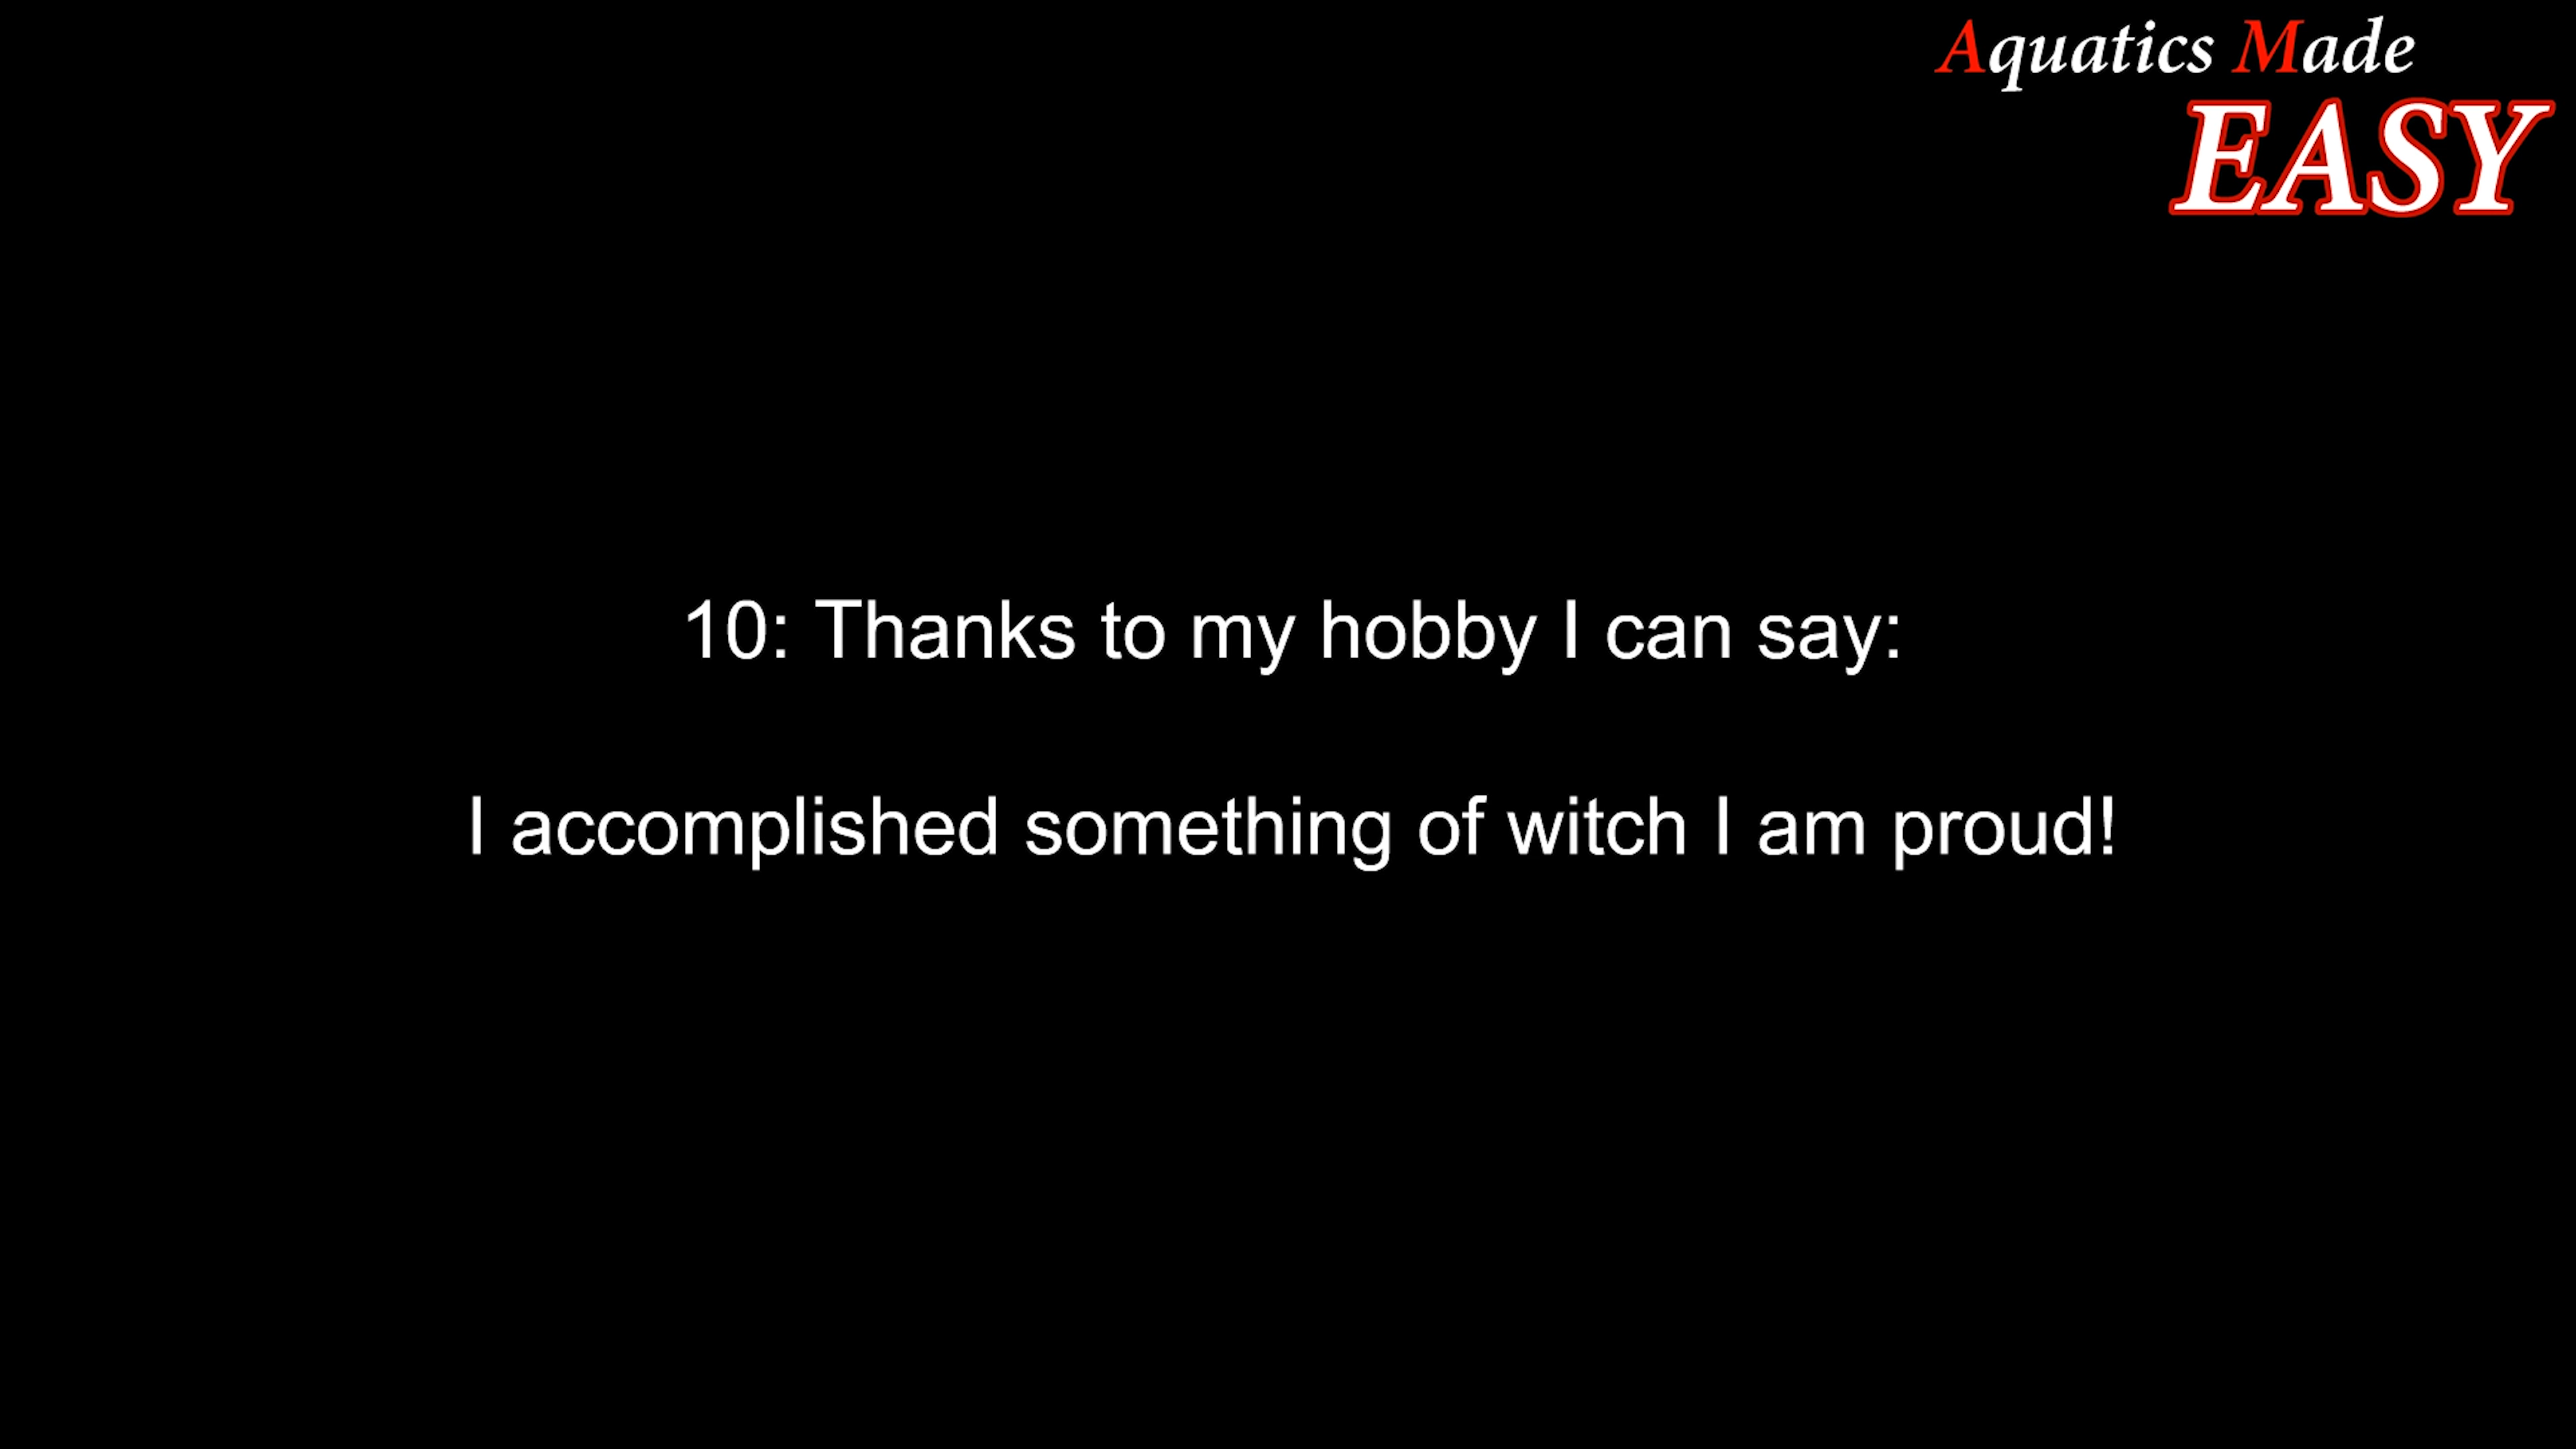 Aquatics Made
EASY
10: Thanks to my hobby I can say:
I accomplished something of witch I am proud!